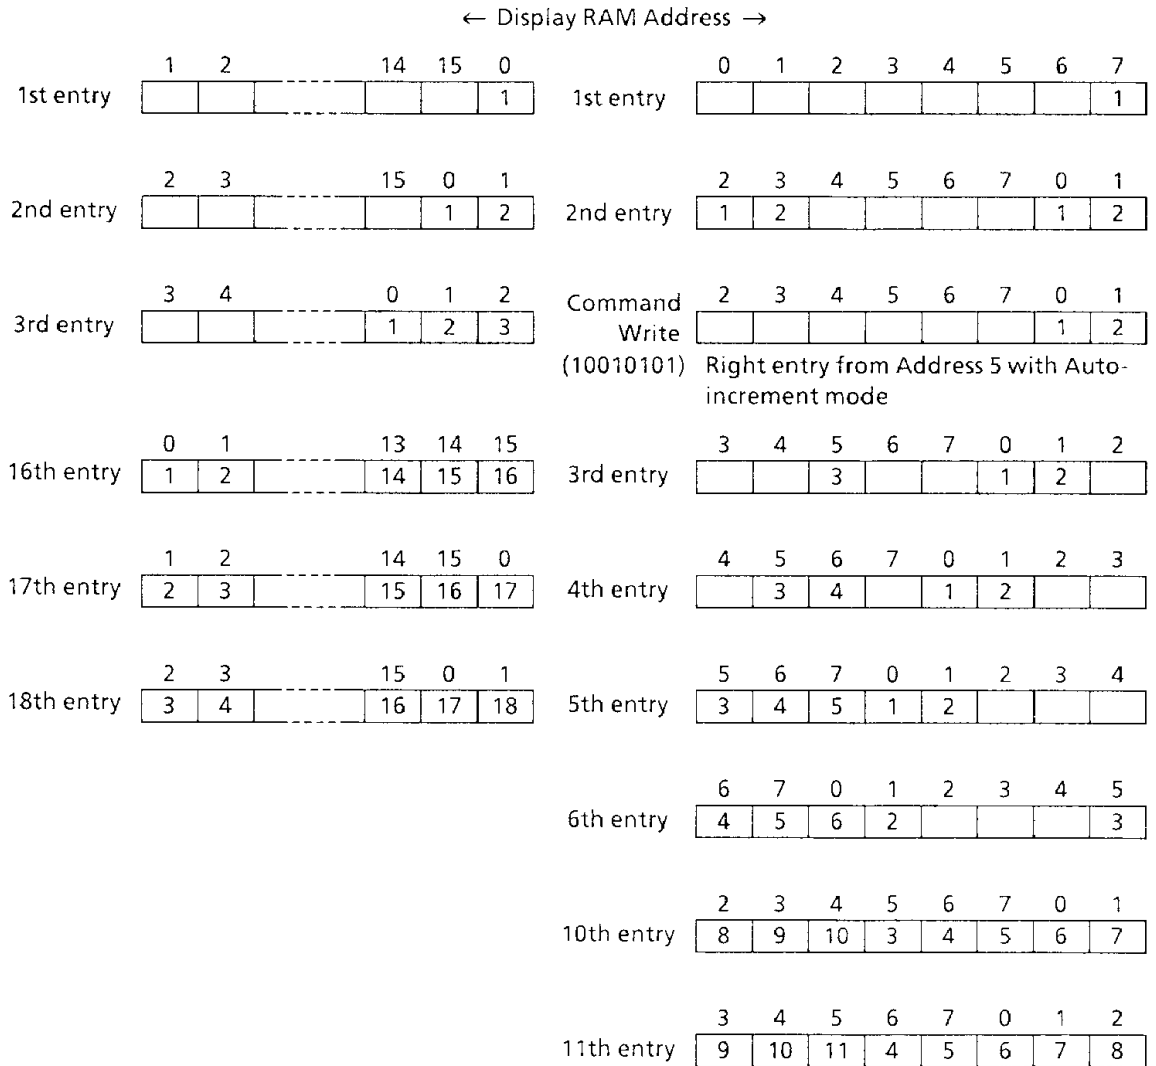 ← Display RAM Address →
1 2 14 15 0
1st entry 1
2 3 15 0 1
2nd entry 1 2
3 4 0 1 2
3rd entry 1 2 3
0 1 13 14 15
16th entry 1 2 14 15 16
1 2 14 15 0
17th entry 2 3 15 16 17
2 3 15 0 1
18th entry 3 4 16 17 18
0 1 2 3 4 5 6 7
1st entry 1
2 3 4 5 6 7 0 1
2nd entry 1 2 1 2
2 3 4 5 6 7 0 1
Command
Write 1 2
(10010101) Right entry from Address 5 with Auto-
increment mode
3 4 5 6 7 0 1 2
3rd entry 3 1 2
4 5 6 7 0 1 2 3
4th entry 3 4 1 2
5 6 7 0 1 2 3 4
5th entry 3 4 5 1 2
6 7 0 1 2 3 4 5
6th entry 4 5 6 2 3
2 3 4 5 6 7 0 1
10th entry 8 9 10 3 4 5 6 7
3 4 5 6 7 0 1 2
11th entry 9 10 11 4 5 6 7 8